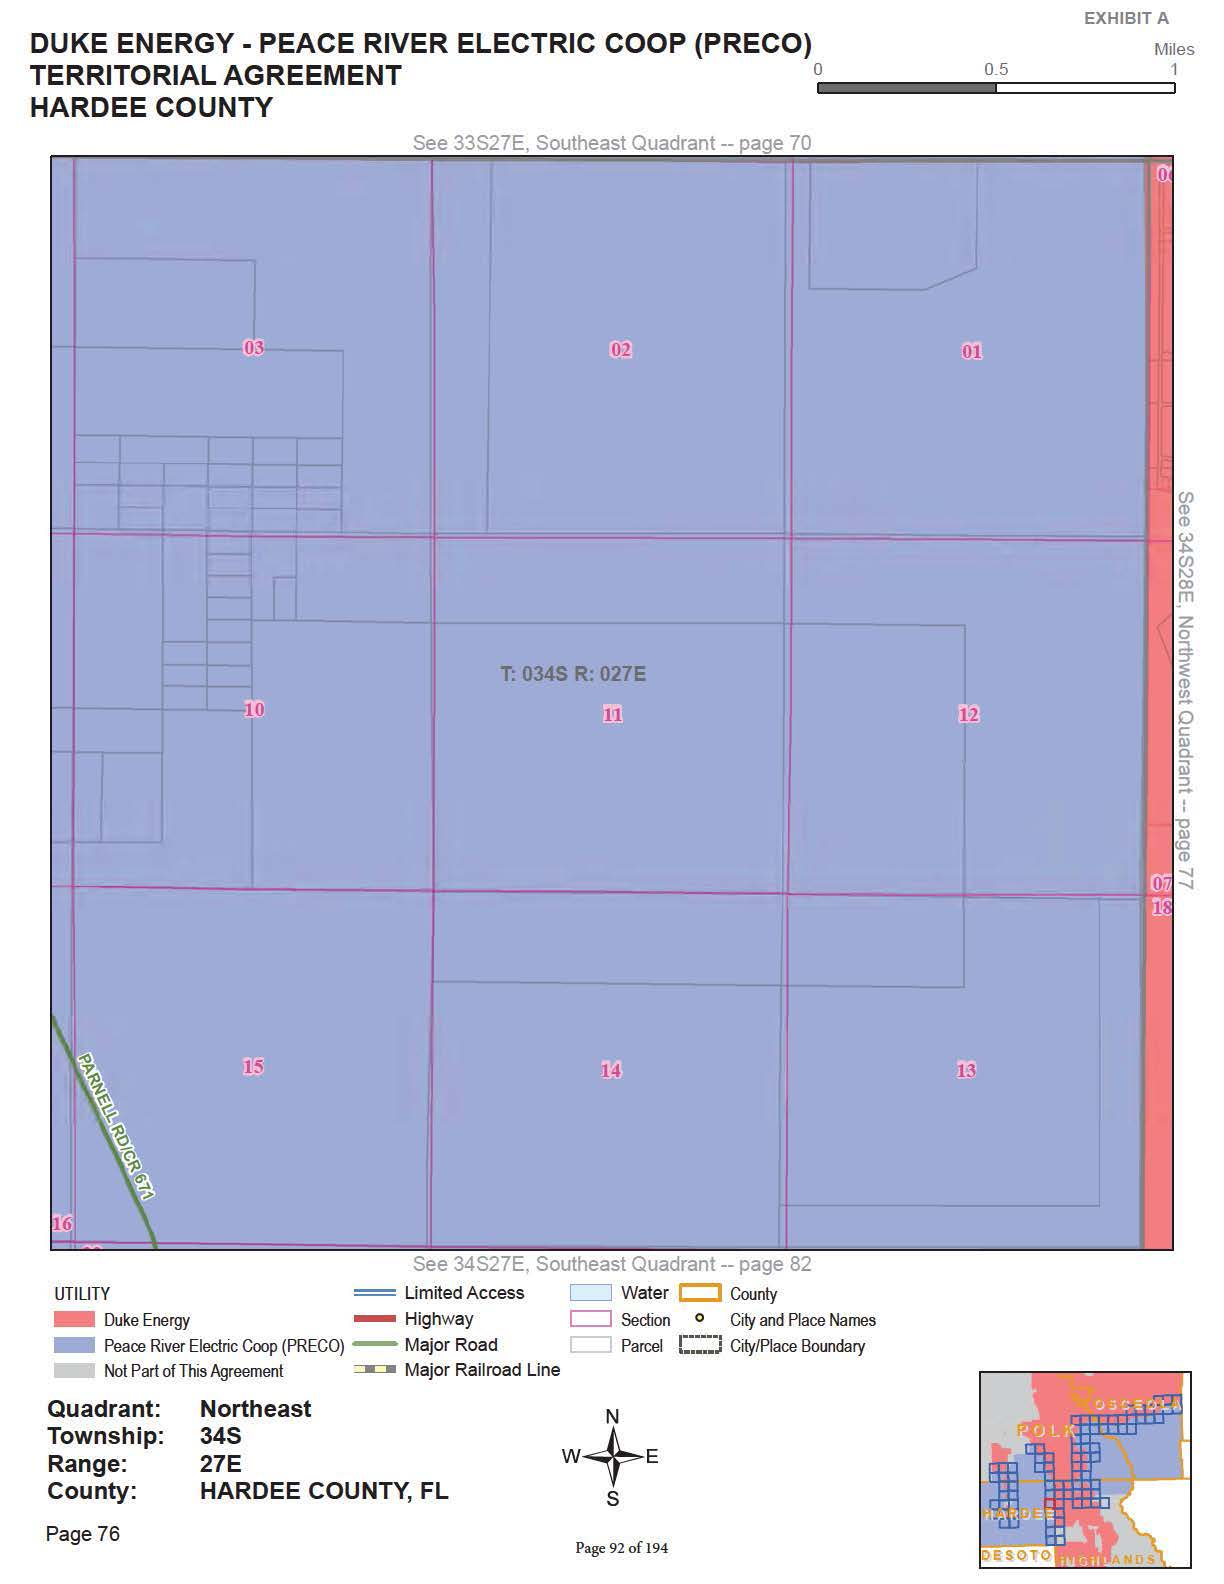 EXHIBIT A
DUKE ENERGY - PEACE RIVER ELECTRIC COOP (PRECO)
TERRITORIAL AGREEMENT
HARDEE COUNTY
Miles
0 0.5 1
See 33S27E, Southeast Quadrant -- page 70
03
02
01
T: 034S R: 027E
10
11
12
See 34S28E, Northwest Quadrant -- page 77
07
18
15
14
13
PARNELL RD/CR 671
16
See 34S27E, Southeast Quadrant -- page 82
UTILITY
Duke Energy
Peace River Electric Coop (PRECO)
Not Part of This Agreement
Limited Access
Highway
Major Road
Major Railroad Line
Water
Section
Parcel
County
City and Place Names
City/Place Boundary
Quadrant: Northeast
Township: 34S
Range: 27E
County: HARDEE COUNTY, FL
Page 76
N
W E
S
Page 92 of 194
OSCEOLA
POLK
HARDEE
DESOTO
HIGHLANDS